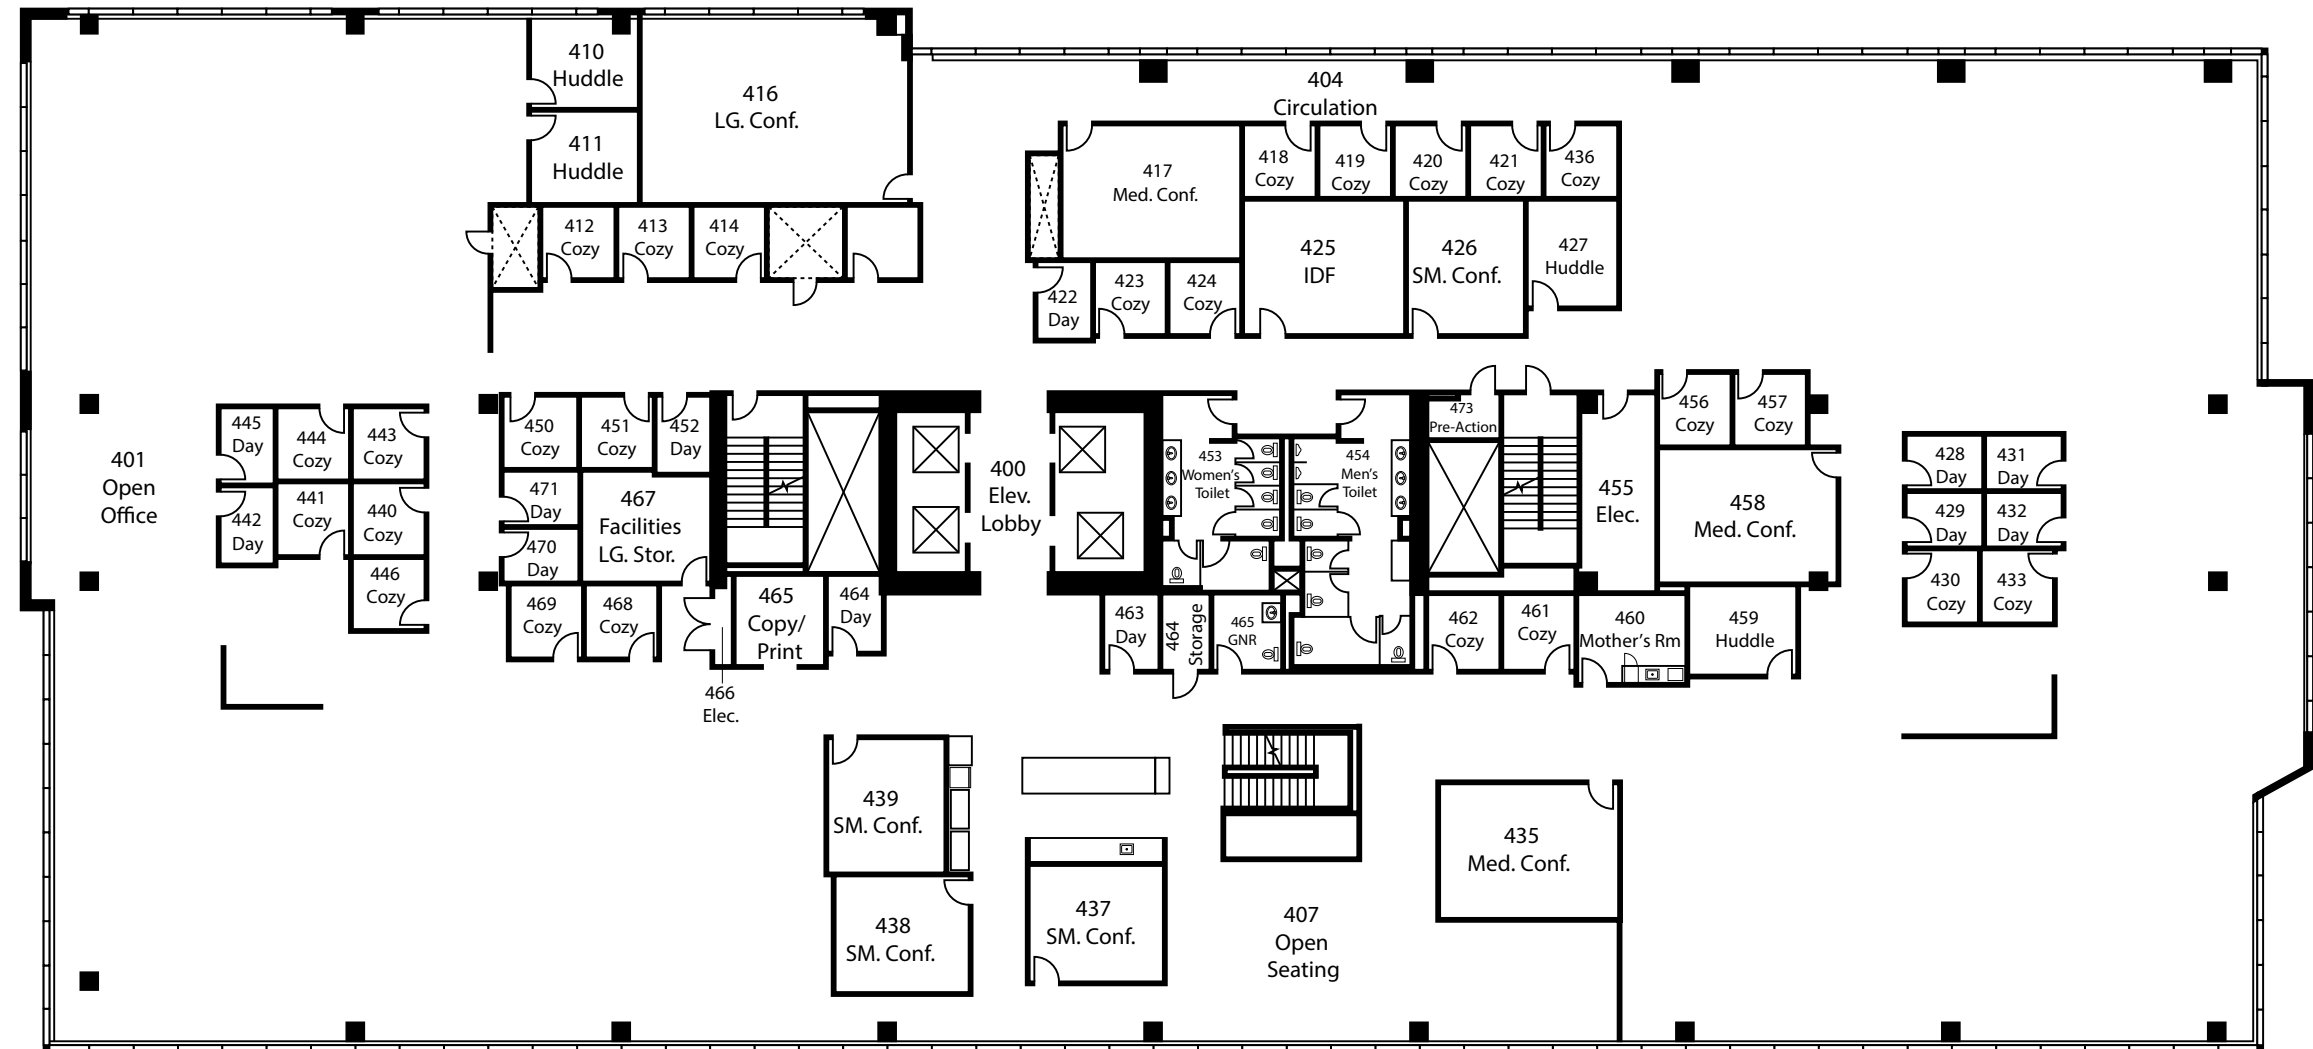 410
Huddle
411
Huddle
416
LG. Conf.
404
Circulation
412
Cozy
413
Cozy
414
Cozy
417
Med. Conf.
418
Cozy
419
Cozy
420
Cozy
421
Cozy
436
Cozy
422
Day
423
Cozy
424
Cozy
425
IDF
426
SM. Conf.
427
Huddle
401
Open
Office
445
Day
444
Cozy
443
Cozy
442
Day
441
Cozy
440
Cozy
446
Cozy
450
Cozy
451
Cozy
452
Day
471
Day
470
Day
467
Facilities
LG. Stor.
469
Cozy
468
Cozy
465
Copy/
Print
464
Day
466
Elec.
400
Elev.
Lobby
453
Women's
Toilet
454
Men's
Toilet
473
Pre-Action
455
Elec.
456
Cozy
457
Cozy
458
Med. Conf.
463
Day
464
Storage
465
GNR
462
Cozy
461
Cozy
460
Mother's Rm
459
Huddle
428
Day
431
Day
429
Day
432
Day
430
Cozy
433
Cozy
439
SM. Conf.
438
SM. Conf.
437
SM. Conf.
407
Open
Seating
435
Med. Conf.